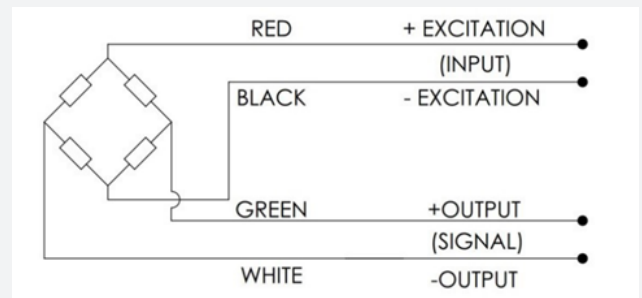 RED + EXCITATION
(INPUT)
BLACK - EXCITATION
GREEN +OUTPUT
(SIGNAL)
WHITE -OUTPUT